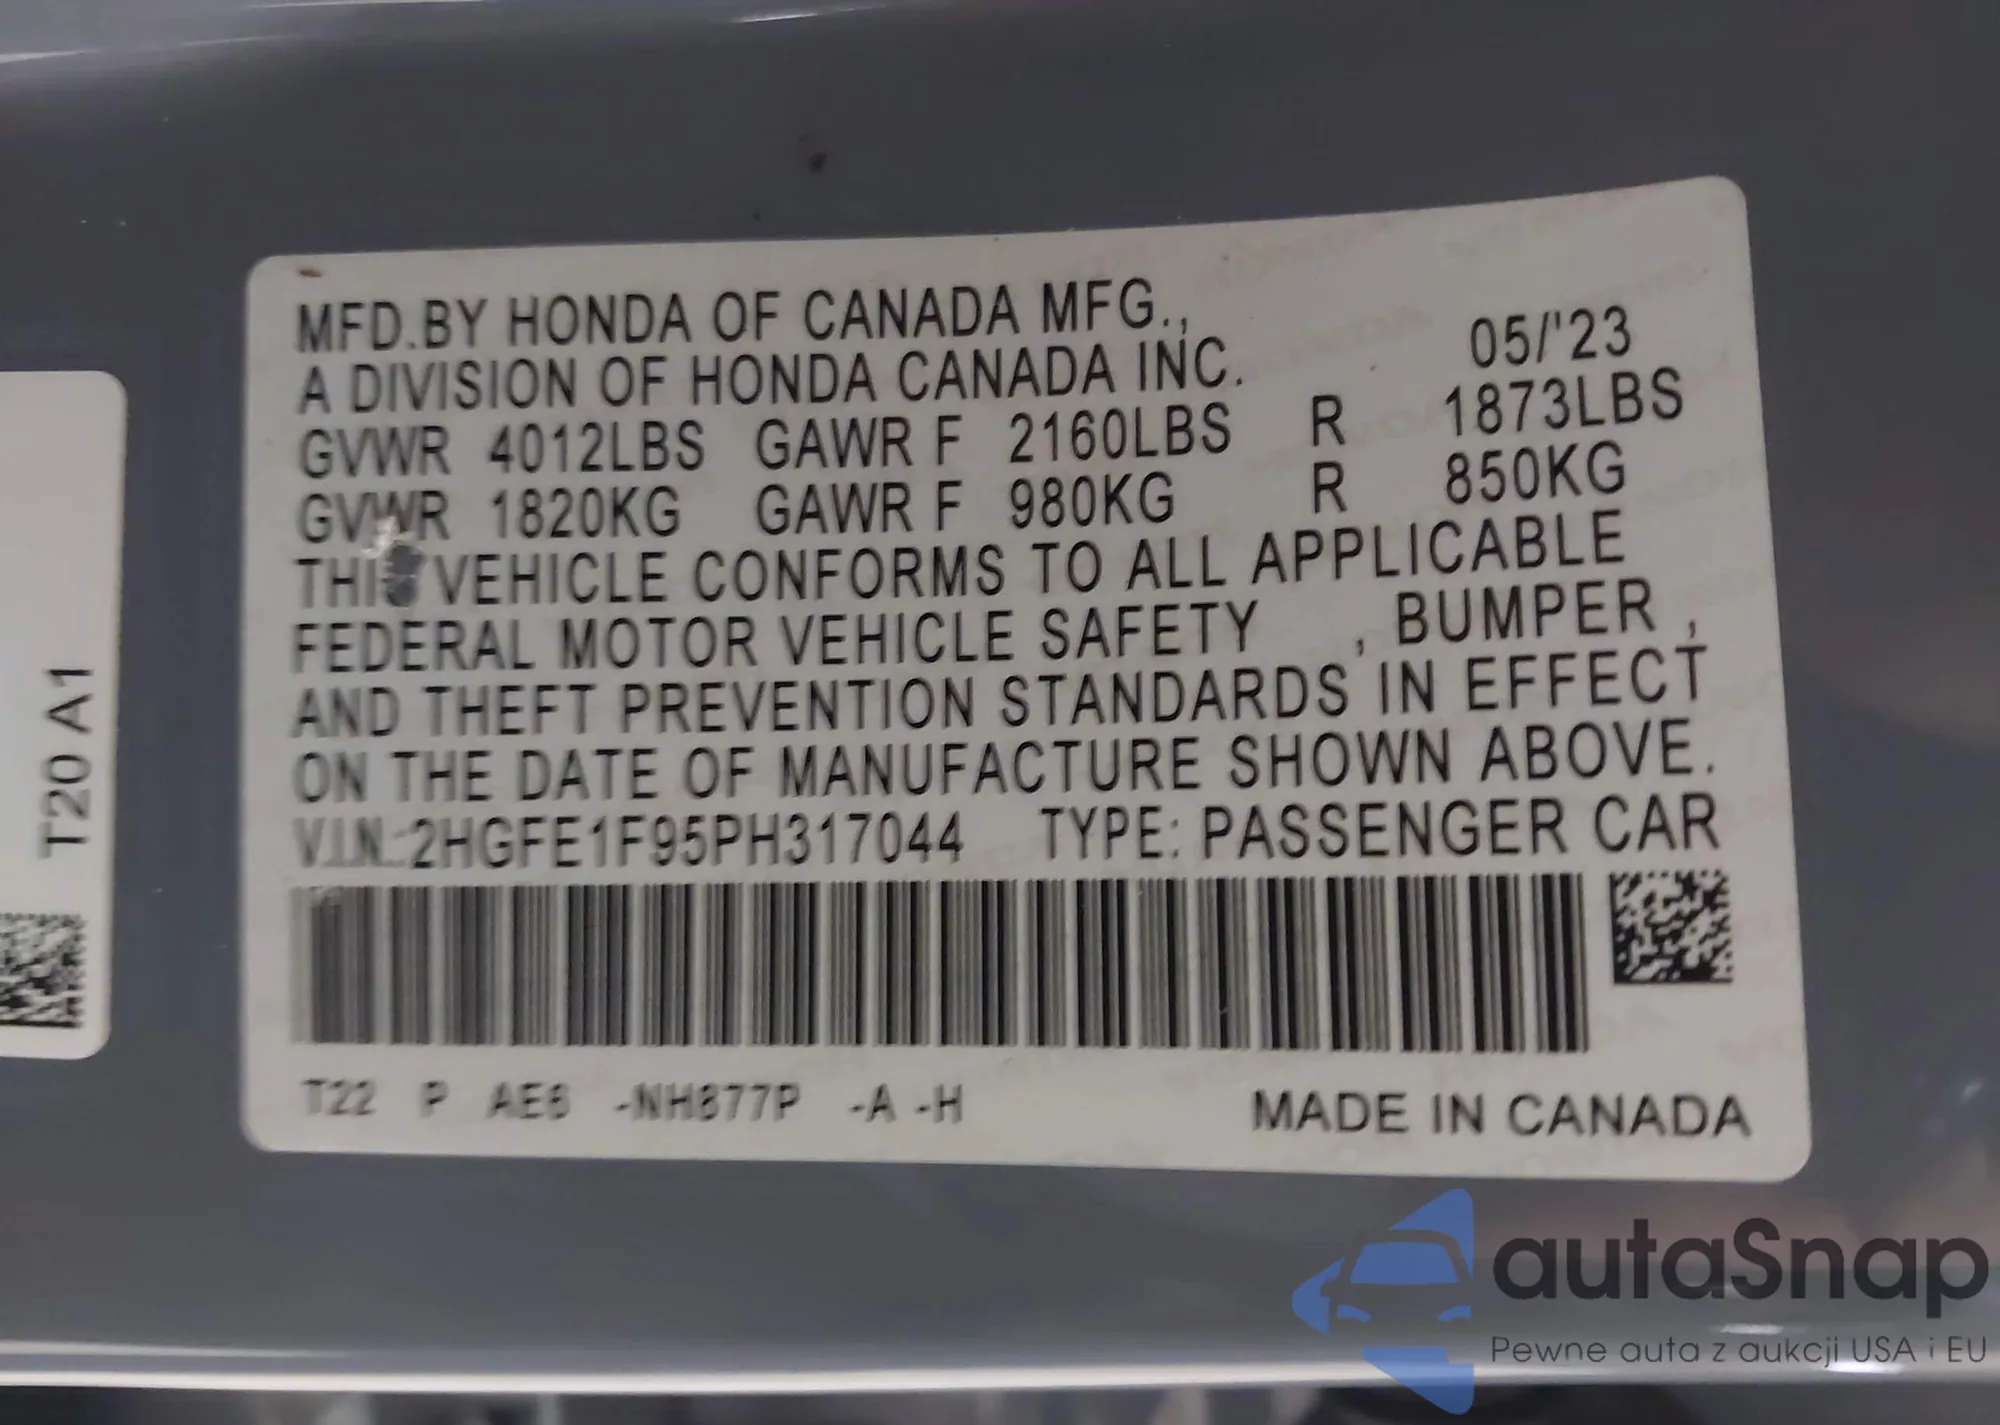 MFD.BY HONDA OF CANADA MFG.,
A DIVISION OF HONDA CANADA INC. 05/'23
GVWR 4012LBS GAWR F 2160LBS R 1873LBS
GVWR 1820KG GAWR F 980KG R 850KG
THIS VEHICLE CONFORMS TO ALL APPLICABLE
FEDERAL MOTOR VEHICLE SAFETY , BUMPER ,
AND THEFT PREVENTION STANDARDS IN EFFECT
ON THE DATE OF MANUFACTURE SHOWN ABOVE.
V.I.N.:2HGFE1F95PH317044 TYPE: PASSENGER CAR
T22 P AE6 -NH877P -A -H MADE IN CANADA
T20 A1
autaSnap
Pewne auta z aukcji USA i EU